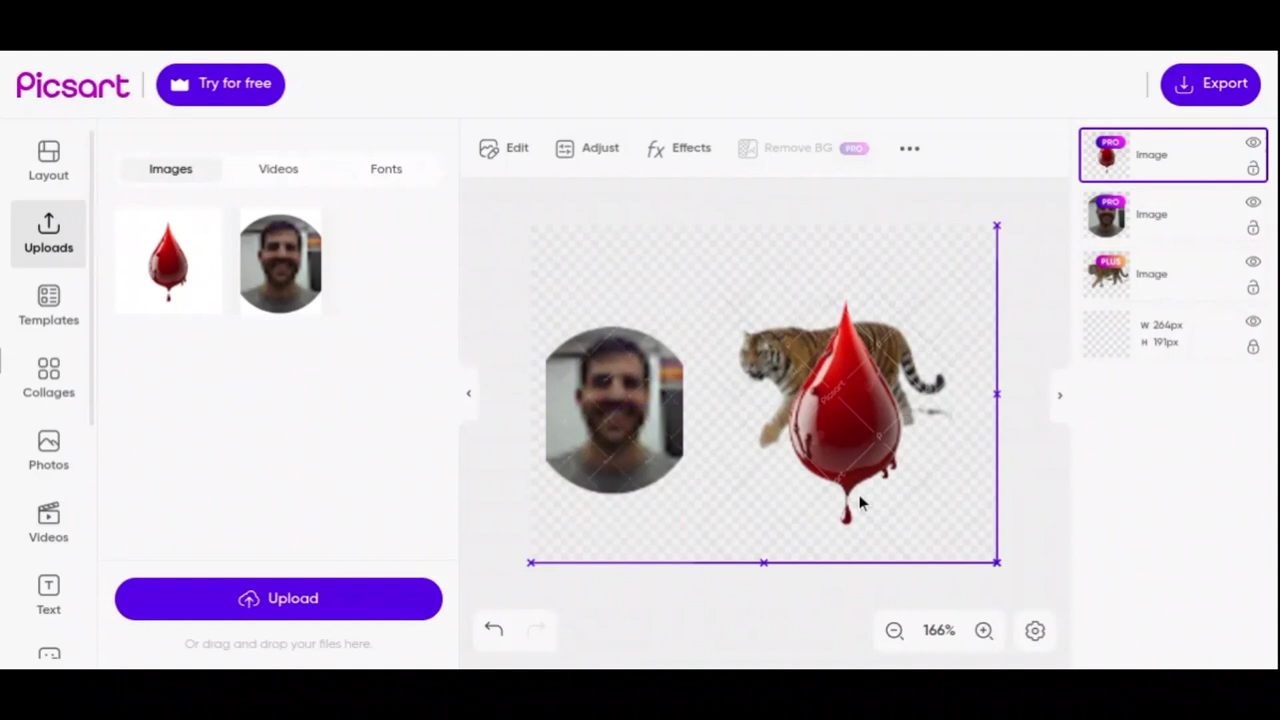 Picsart
Try for free
Export
Layout
Uploads
Templates
Collages
Photos
Videos
Text
Images
Videos
Fonts
Upload
Or drag and drop your files here.
Edit
Adjust
fx Effects
Remove BG PRO
166%
PRO
Image
PRO
Image
PLUS
Image
W 264px
H 191px
Picsart